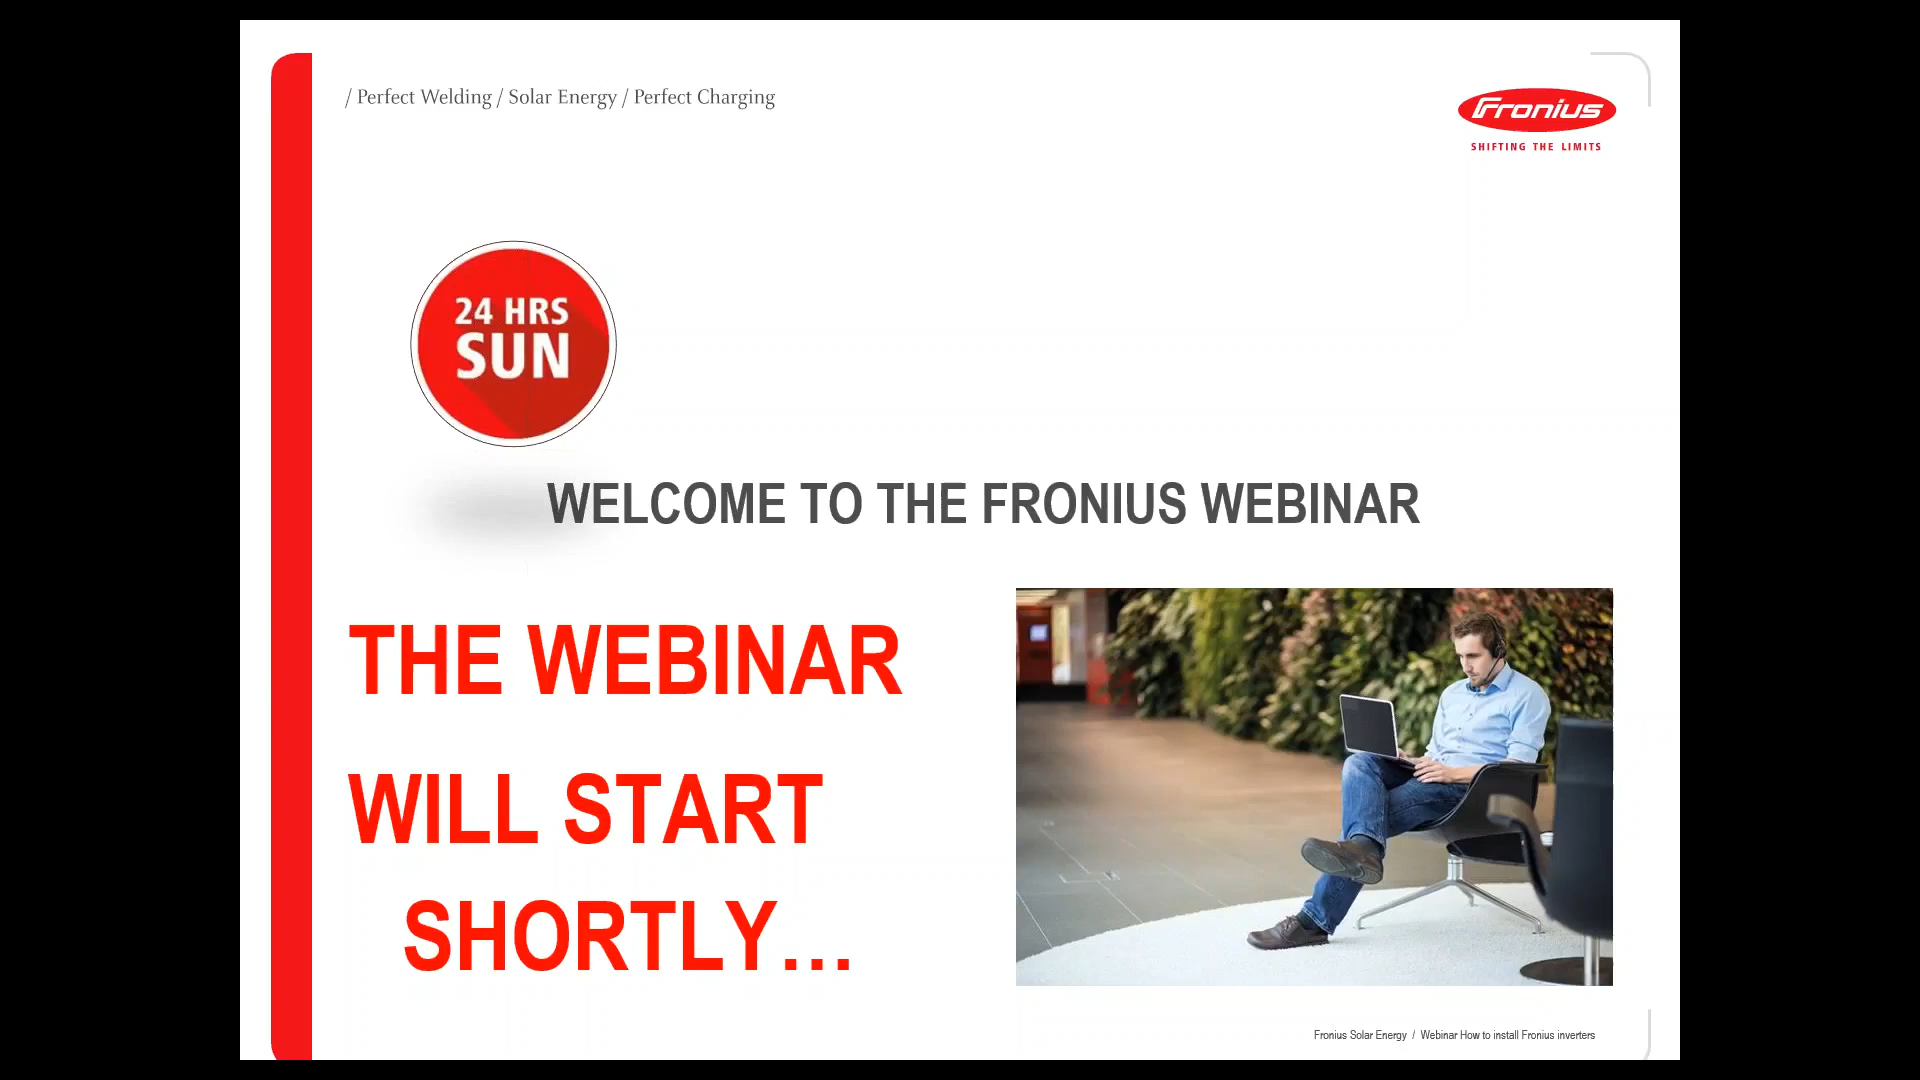 / Perfect Welding / Solar Energy / Perfect Charging
Fronius
SHIFTING THE LIMITS
24 HRS
SUN
WELCOME TO THE FRONIUS WEBINAR
THE WEBINAR
WILL START
SHORTLY...
Fronius Solar Energy / Webinar How to install Fronius inverters